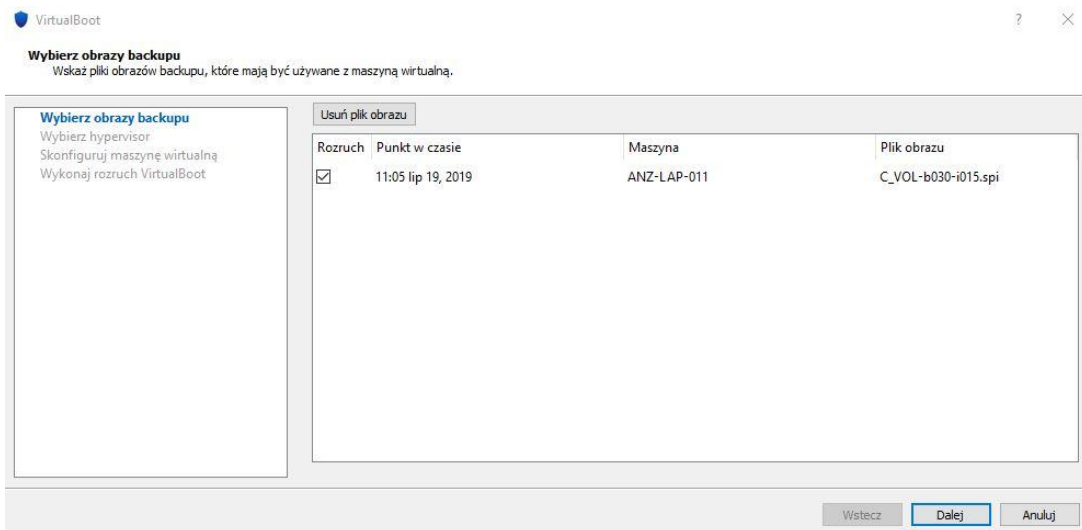 VirtualBoot
?
Wybierz obrazy backupu
Wskaż pliki obrazów backupu, które mają być używane z maszyną wirtualną.
Wybierz obrazy backupu
Wybierz hypervisor
Skonfiguruj maszynę wirtualną
Wykonaj rozruch VirtualBoot
Usuń plik obrazu
Rozruch Punkt w czasie Maszyna Plik obrazu
11:05 lip 19, 2019 ANZ-LAP-011 C_VOL-b030-i015.spi
Wstecz Dalej Anuluj